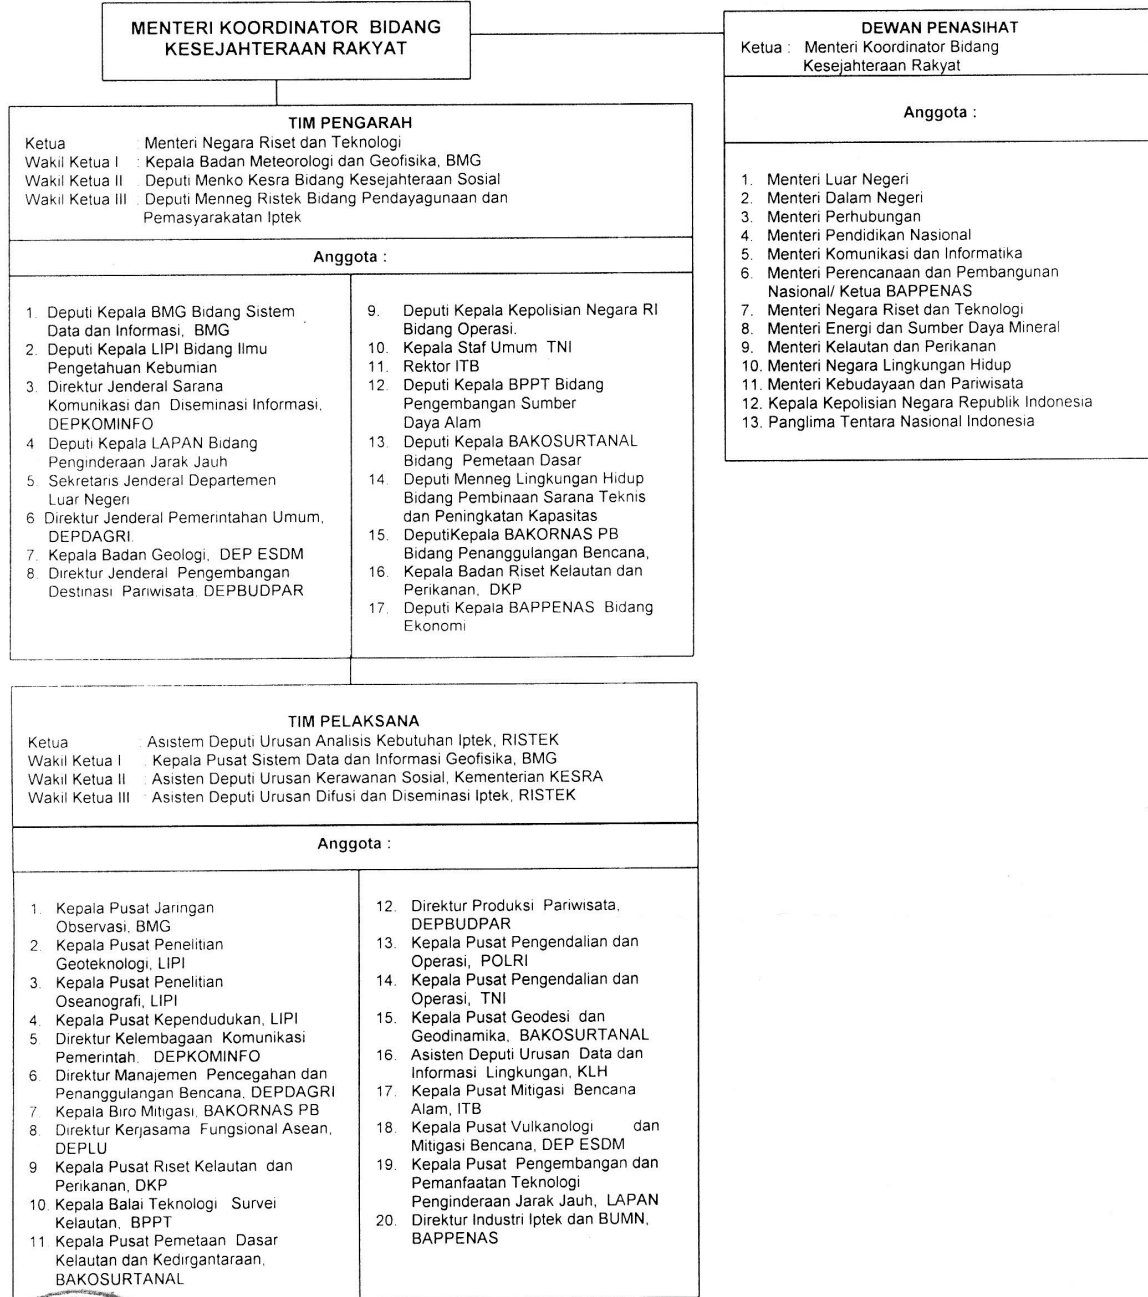 MENTERI KOORDINATOR BIDANG
KESEJAHTERAAN RAKYAT
DEWAN PENASIHAT
Ketua : Menteri Koordinator Bidang
Kesejahteraan Rakyat
Anggota :
1. Menteri Luar Negeri
2. Menteri Dalam Negeri
3. Menteri Perhubungan
4. Menteri Pendidikan Nasional
5. Menteri Komunikasi dan Informatika
6. Menteri Perencanaan dan Pembangunan
Nasional/ Ketua BAPPENAS
7. Menteri Negara Riset dan Teknologi
8. Menteri Energi dan Sumber Daya Mineral
9. Menteri Kelautan dan Perikanan
10. Menteri Negara Lingkungan Hidup
11. Menteri Kebudayaan dan Pariwisata
12. Kepala Kepolisian Negara Republik Indonesia
13. Panglima Tentara Nasional Indonesia
TIM PENGARAH
Ketua : Menteri Negara Riset dan Teknologi
Wakil Ketua I : Kepala Badan Meteorologi dan Geofisika, BMG
Wakil Ketua II : Deputi Menko Kesra Bidang Kesejahteraan Sosial
Wakil Ketua III : Deputi Menneg Ristek Bidang Pendayagunaan dan
Pemasyarakatan Iptek
Anggota :
1. Deputi Kepala BMG Bidang Sistem
Data dan Informasi, BMG
2. Deputi Kepala LIPI Bidang Ilmu
Pengetahuan Kebumian
3. Direktur Jenderal Sarana
Komunikasi dan Diseminasi Informasi,
DEPKOMINFO
4 Deputi Kepala LAPAN Bidang
Penginderaan Jarak Jauh
5. Sekretaris Jenderal Departemen
Luar Negeri
6 Direktur Jenderal Pemerintahan Umum,
DEPDAGRI.
7. Kepala Badan Geologi, DEP ESDM
8. Direktur Jenderal Pengembangan
Destinasi Pariwisata, DEPBUDPAR
9. Deputi Kepala Kepolisian Negara RI
Bidang Operasi.
10. Kepala Staf Umum TNI
11. Rektor ITB
12. Deputi Kepala BPPT Bidang
Pengembangan Sumber
Daya Alam
13. Deputi Kepala BAKOSURTANAL
Bidang Pemetaan Dasar
14. Deputi Menneg Lingkungan Hidup
Bidang Pembinaan Sarana Teknis
dan Peningkatan Kapasitas
15. DeputiKepala BAKORNAS PB
Bidang Penanggulangan Bencana,
16. Kepala Badan Riset Kelautan dan
Perikanan, DKP
17. Deputi Kepala BAPPENAS Bidang
Ekonomi
TIM PELAKSANA
Ketua : Asistem Deputi Urusan Analisis Kebutuhan Iptek, RISTEK
Wakil Ketua I : Kepala Pusat Sistem Data dan Informasi Geofisika, BMG
Wakil Ketua II : Asisten Deputi Urusan Kerawanan Sosial, Kementerian KESRA
Wakil Ketua III : Asisten Deputi Urusan Difusi dan Diseminasi Iptek, RISTEK
Anggota :
1. Kepala Pusat Jaringan
Observasi, BMG
2. Kepala Pusat Penelitian
Geoteknologi, LIPI
3. Kepala Pusat Penelitian
Oseanografi, LIPI
4. Kepala Pusat Kependudukan, LIPI
5 Direktur Kelembagaan Komunikasi
Pemerintah. DEPKOMINFO
6. Direktur Manajemen Pencegahan dan
Penanggulangan Bencana, DEPDAGRI
7. Kepala Biro Mitigasi, BAKORNAS PB
8. Direktur Kerjasama Fungsional Asean,
DEPLU
9 Kepala Pusat Riset Kelautan dan
Perikanan, DKP
10. Kepala Balai Teknologi Survei
Kelautan, BPPT
11 Kepala Pusat Pemetaan Dasar
Kelautan dan Kedirgantaraan,
BAKOSURTANAL
12. Direktur Produksi Pariwisata,
DEPBUDPAR
13. Kepala Pusat Pengendalian dan
Operasi, POLRI
14. Kepala Pusat Pengendalian dan
Operasi, TNI
15. Kepala Pusat Geodesi dan
Geodinamika, BAKOSURTANAL
16. Asisten Deputi Urusan Data dan
Informasi Lingkungan, KLH
17. Kepala Pusat Mitigasi Bencana
Alam, ITB
18. Kepala Pusat Vulkanologi dan
Mitigasi Bencana, DEP ESDM
19. Kepala Pusat Pengembangan dan
Pemanfaatan Teknologi
Penginderaan Jarak Jauh, LAPAN
20. Direktur Industri Iptek dan BUMN,
BAPPENAS